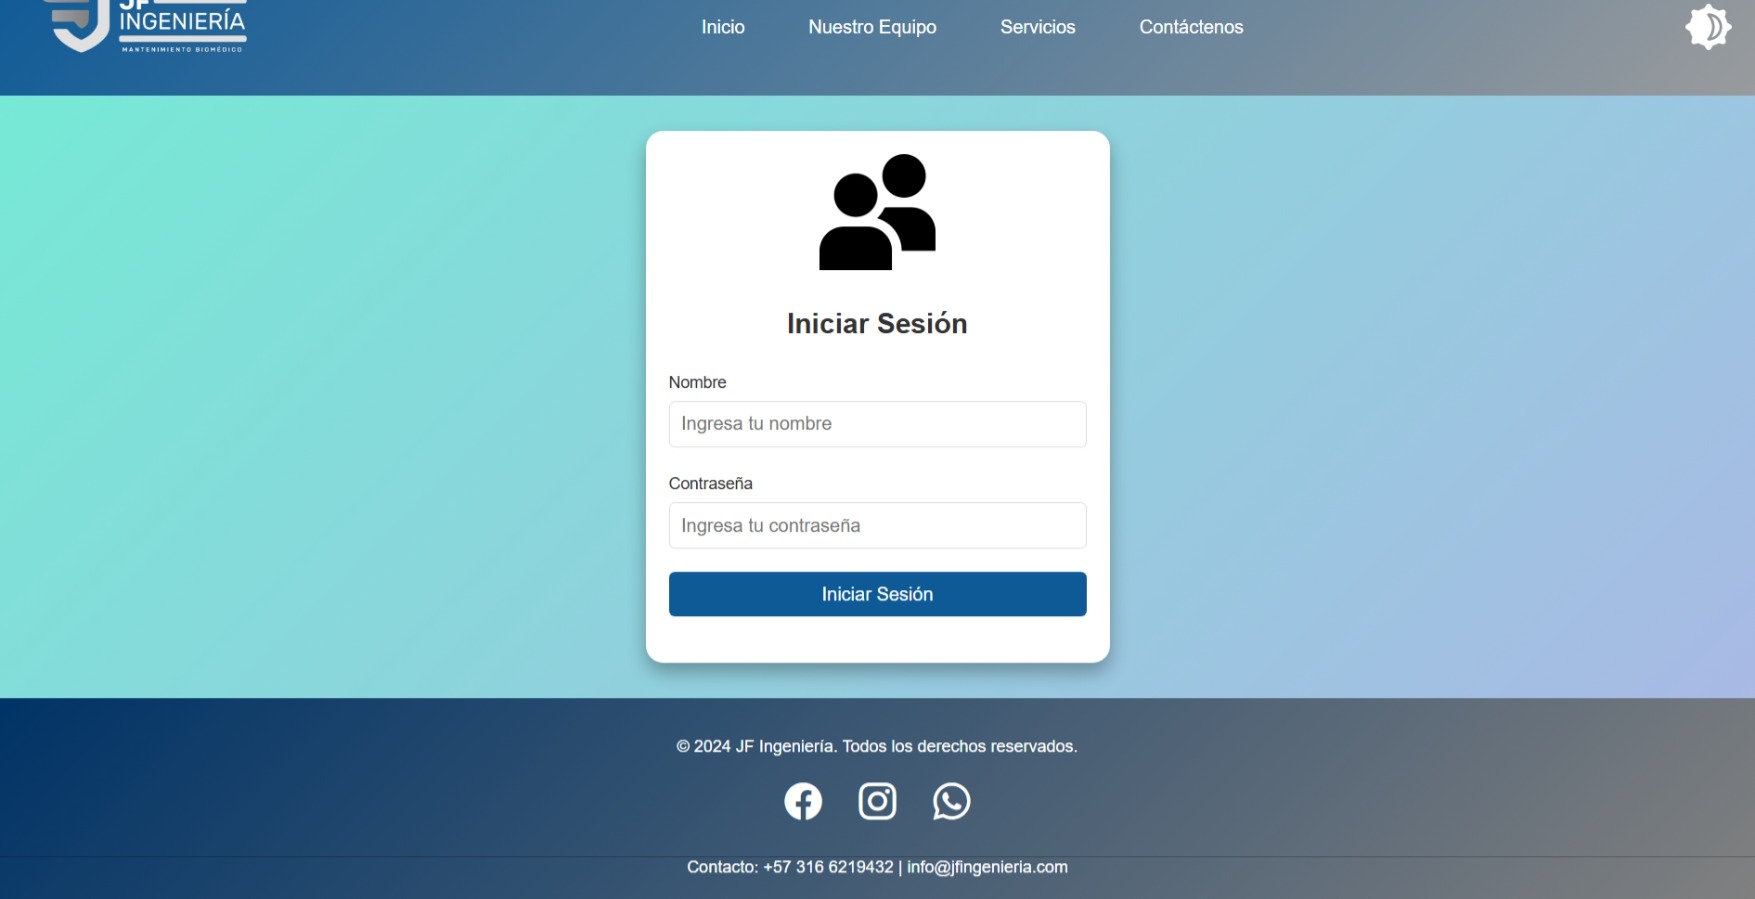 JF
INGENIERÍA
MANTENIMIENTO BIOMÉDICO
Inicio
Nuestro Equipo
Servicios
Contáctenos
Iniciar Sesión
Nombre
Ingresa tu nombre
Contraseña
Ingresa tu contraseña
Iniciar Sesión
© 2024 JF Ingeniería. Todos los derechos reservados.
Contacto: +57 316 6219432 | info@jfingenieria.com